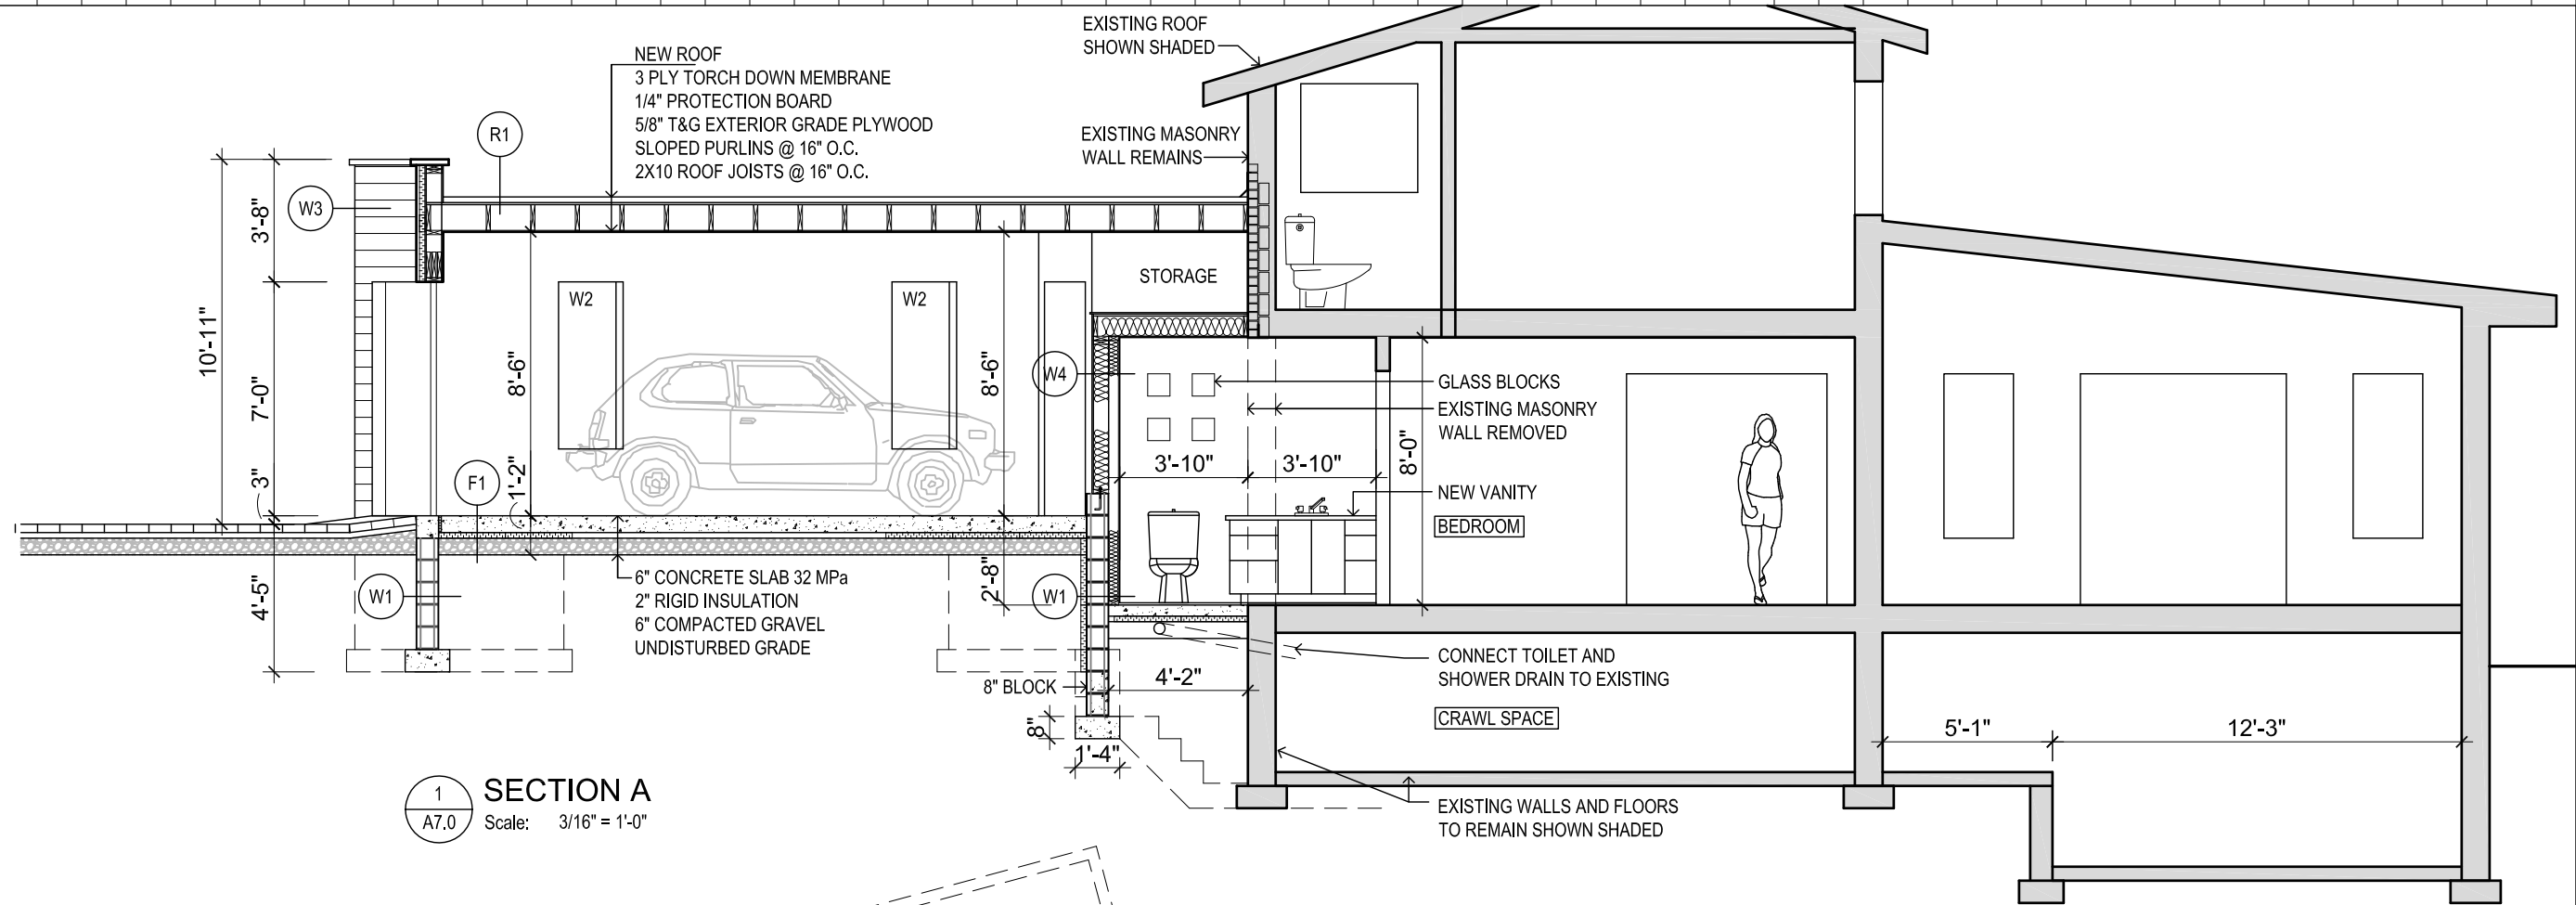 EXISTING ROOF
SHOWN SHADED
NEW ROOF
3 PLY TORCH DOWN MEMBRANE
1/4" PROTECTION BOARD
5/8" T&G EXTERIOR GRADE PLYWOOD
SLOPED PURLINS @ 16" O.C.
2X10 ROOF JOISTS @ 16" O.C.
R1
EXISTING MASONRY
WALL REMAINS
W3
3'-8"
10'-11"
7'-0"
3"
4'-5"
STORAGE
W2
W2
8'-6"
8'-6"
1'-2"
2'-8"
F1
W1
W4
W1
GLASS BLOCKS
EXISTING MASONRY
WALL REMOVED
3'-10"
3'-10"
8'-0"
NEW VANITY
BEDROOM
6" CONCRETE SLAB 32 MPa
2" RIGID INSULATION
6" COMPACTED GRAVEL
UNDISTURBED GRADE
8" BLOCK
4'-2"
8"
1'-4"
CONNECT TOILET AND
SHOWER DRAIN TO EXISTING
CRAWL SPACE
5'-1"
12'-3"
EXISTING WALLS AND FLOORS
TO REMAIN SHOWN SHADED
1
A7.0
SECTION A
Scale: 3/16" = 1'-0"